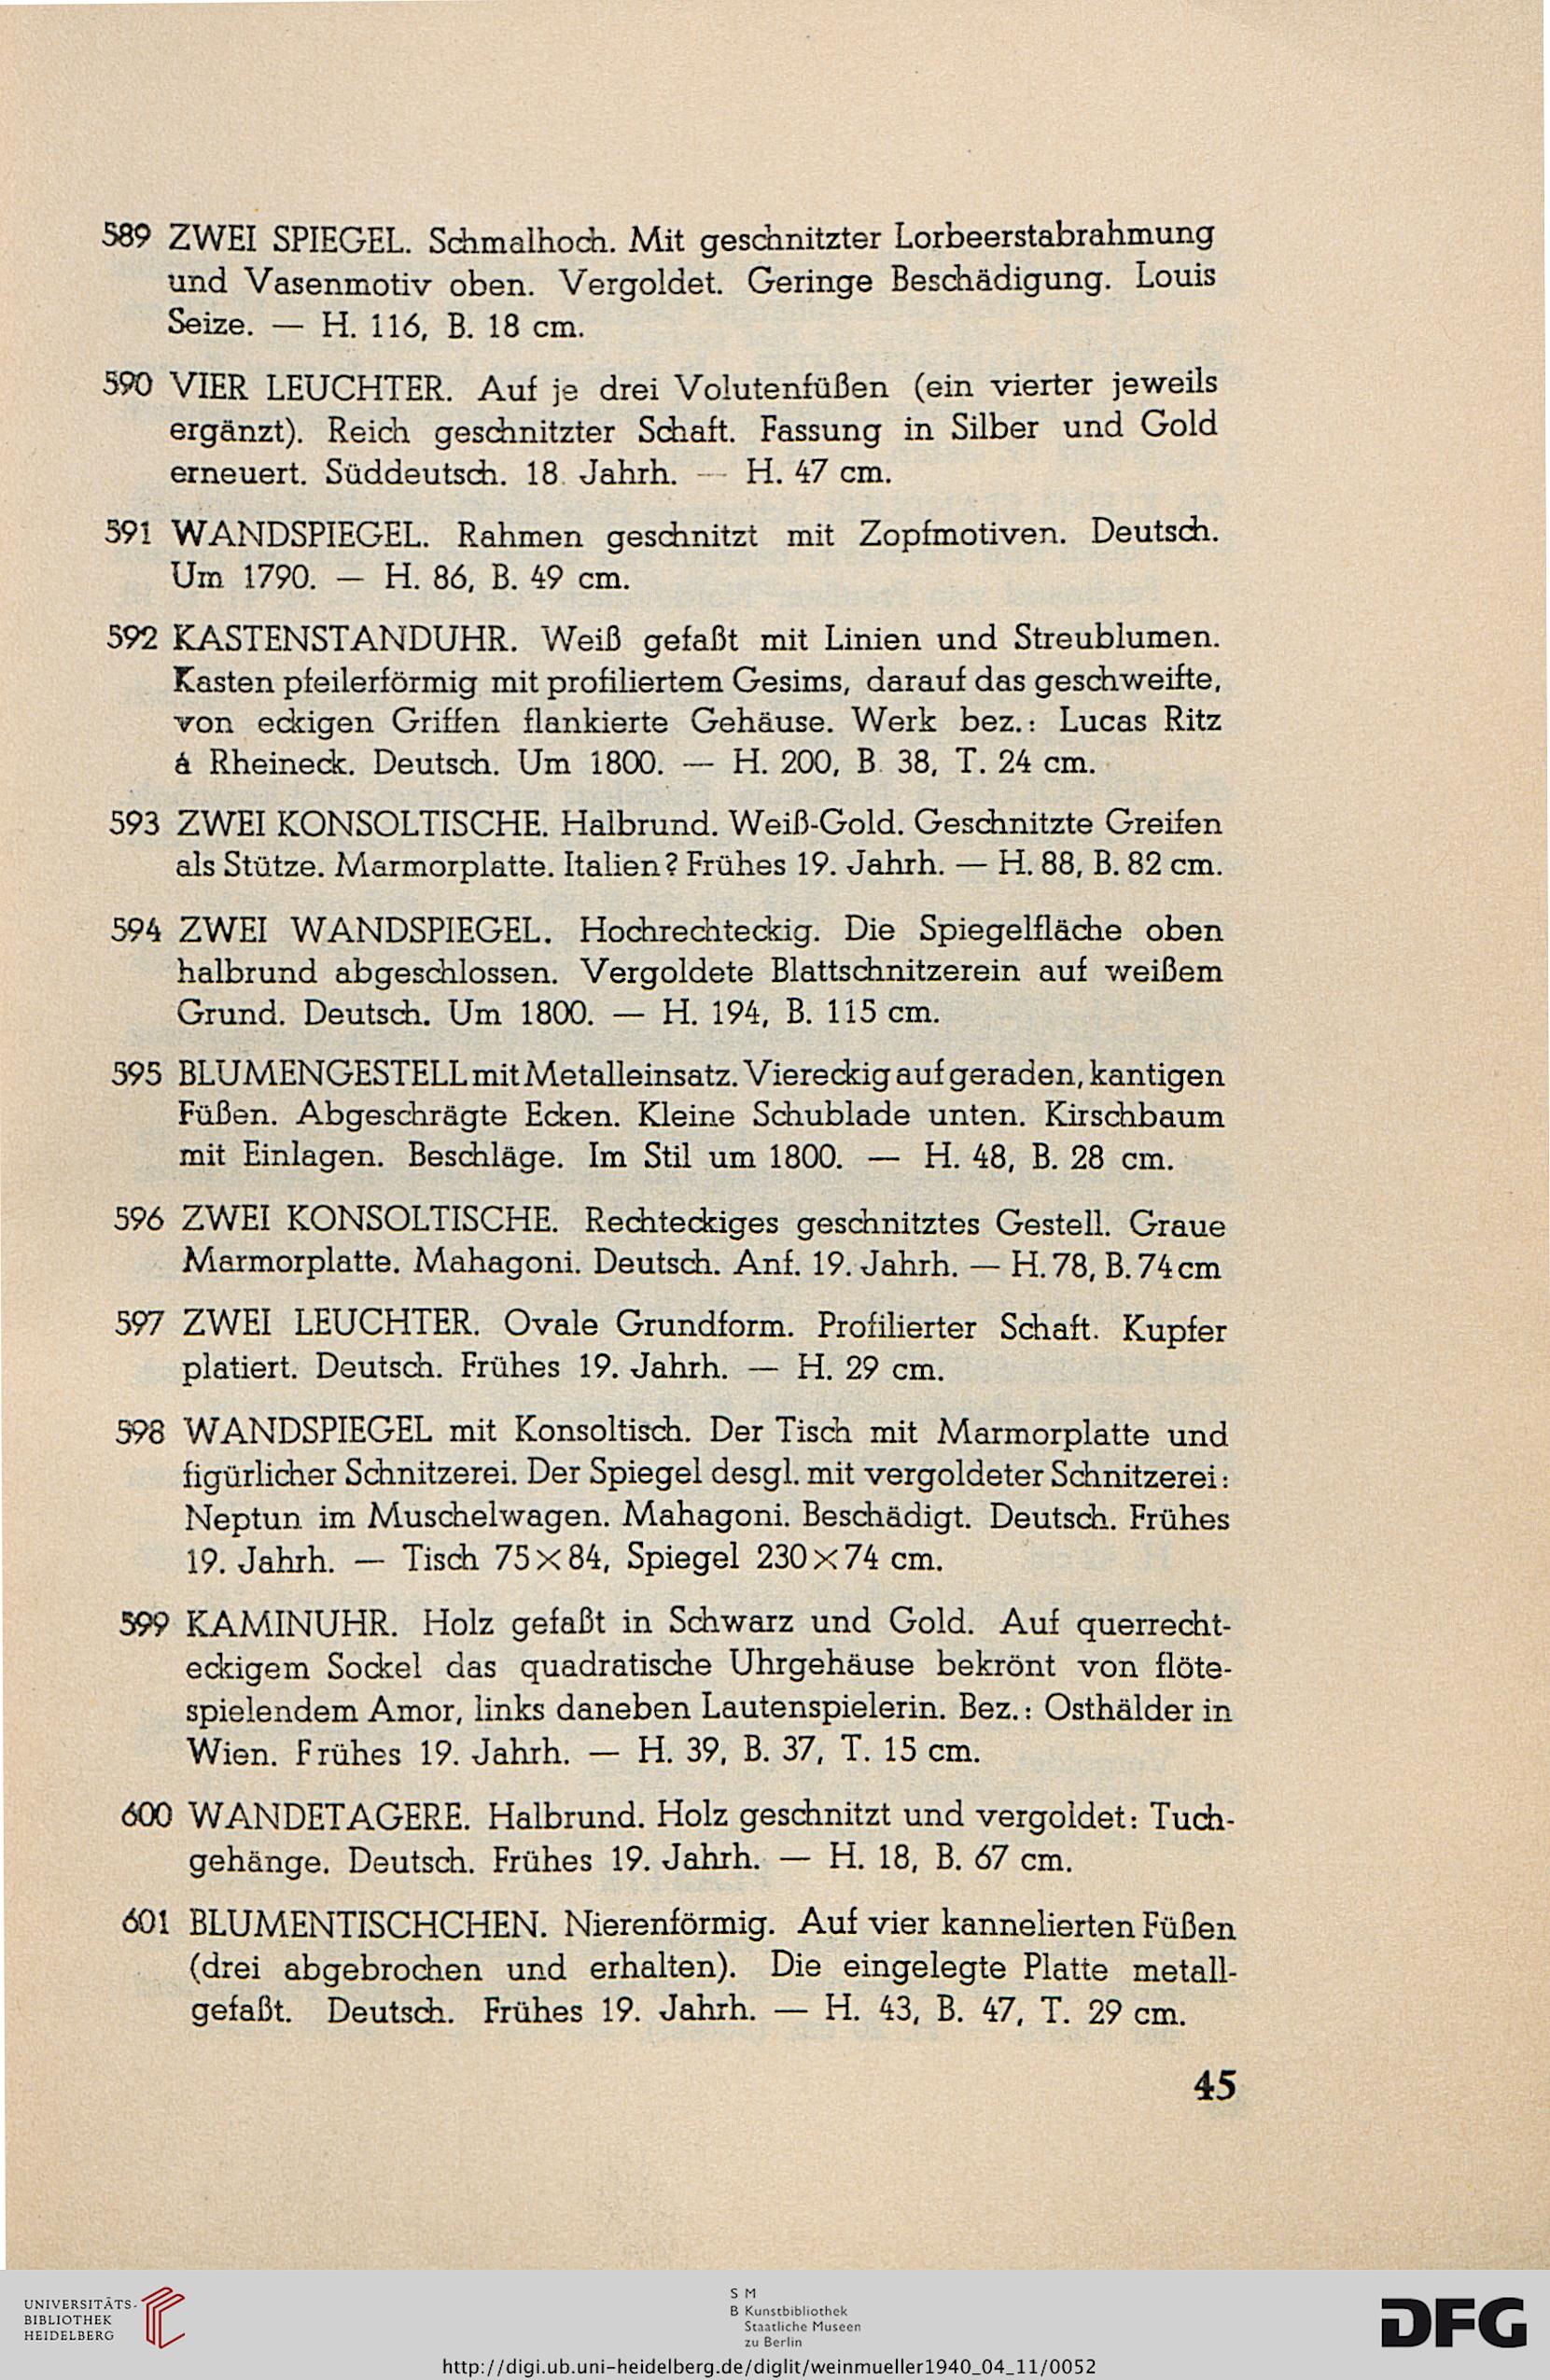 589 ZWEI SPIEGEL. Schmalhoch. Mit geschnitzter Lorbeerstabrahmung
und Vasenmotiv oben. Vergoldet. Geringe Beschädigung. Louis
Seize. — H. 116, B. 18 cm.
590 VIER LEUCHTER. Auf je drei Volutenfüßen (ein vierter jeweils
ergänzt). Reich geschnitzter Schaft. Fassung in Silber und Gold
erneuert. Süddeutsch. 18. Jahrh. — H. 47 cm.
591 WANDSPIEGEL. Rahmen geschnitzt mit Zopfmotiven. Deutsch.
Um 1790. — H. 86, B. 49 cm.
592 KASTENSTANDUHR. Weiß gefaßt mit Linien und Streublumen.
Kasten pfeilerförmig mit profiliertem Gesims, darauf das geschweifte,
von eckigen Griffen flankierte Gehäuse. Werk bez.: Lucas Ritz
á Rheineck. Deutsch. Um 1800. — H. 200, B. 38, T. 24 cm.
593 ZWEI KONSOLTISCHE. Halbrund. Weiß-Gold. Geschnitzte Greifen
als Stütze. Marmorplatte. Italien? Frühes 19. Jahrh. — H. 88, B. 82 cm.
594 ZWEI WANDSPIEGEL. Hochrechteckig. Die Spiegelfläche oben
halbrund abgeschlossen. Vergoldete Blattschnitzerein auf weißem
Grund. Deutsch. Um 1800. — H. 194, B. 115 cm.
595 BLUMENGESTELL mit Metalleinsatz. Viereckig auf geraden, kantigen
Füßen. Abgeschrägte Ecken. Kleine Schublade unten. Kirschbaum
mit Einlagen. Beschläge. Im Stil um 1800. — H. 48, B. 28 cm.
596 ZWEI KONSOLTISCHE. Rechteckiges geschnitztes Gestell. Graue
Marmorplatte. Mahagoni. Deutsch. Anf. 19. Jahrh. — H. 78, B. 74 cm
597 ZWEI LEUCHTER. Ovale Grundform. Profilierter Schaft. Kupfer
platiert. Deutsch. Frühes 19. Jahrh. — H. 29 cm.
598 WANDSPIEGEL mit Konsoltisch. Der Tisch mit Marmorplatte und
figürlicher Schnitzerei. Der Spiegel desgl. mit vergoldeter Schnitzerei:
Neptun im Muschelwagen. Mahagoni. Beschädigt. Deutsch. Frühes
19. Jahrh. — Tisch 75×84, Spiegel 230×74 cm.
599 KAMINUHR. Holz gefaßt in Schwarz und Gold. Auf querrecht-
eckigem Sockel das quadratische Uhrgehäuse bekrönt von flöte-
spielendem Amor, links daneben Lautenspielerin. Bez.: Osthälder in
Wien. Frühes 19. Jahrh. — H. 39, B. 37, T. 15 cm.
600 WANDETAGERE. Halbrund. Holz geschnitzt und vergoldet: Tuch-
gehänge. Deutsch. Frühes 19. Jahrh. — H. 18, B. 67 cm.
601 BLUMENTISCHCHEN. Nierenförmig. Auf vier kannelierten Füßen
(drei abgebrochen und erhalten). Die eingelegte Platte metall-
gefaßt. Deutsch. Frühes 19. Jahrh. — H. 43, B. 47, T. 29 cm.
45
UNIVERSITÄTS-
BIBLIOTHEK
HEIDELBERG
S M
B Kunstbibliothek
Staatliche Museen
zu Berlin
DFG
http://digi.ub.uni-heidelberg.de/diglit/weinmueller1940_04_11/0052